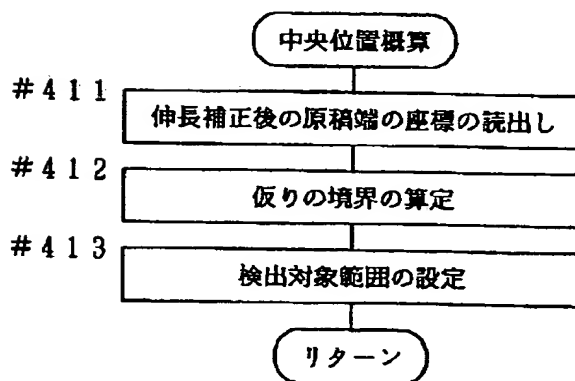 中央位置概算
#411
伸長補正後の原稿端の座標の読出し
#412
仮りの境界の算定
#413
検出対象範囲の設定
リターン